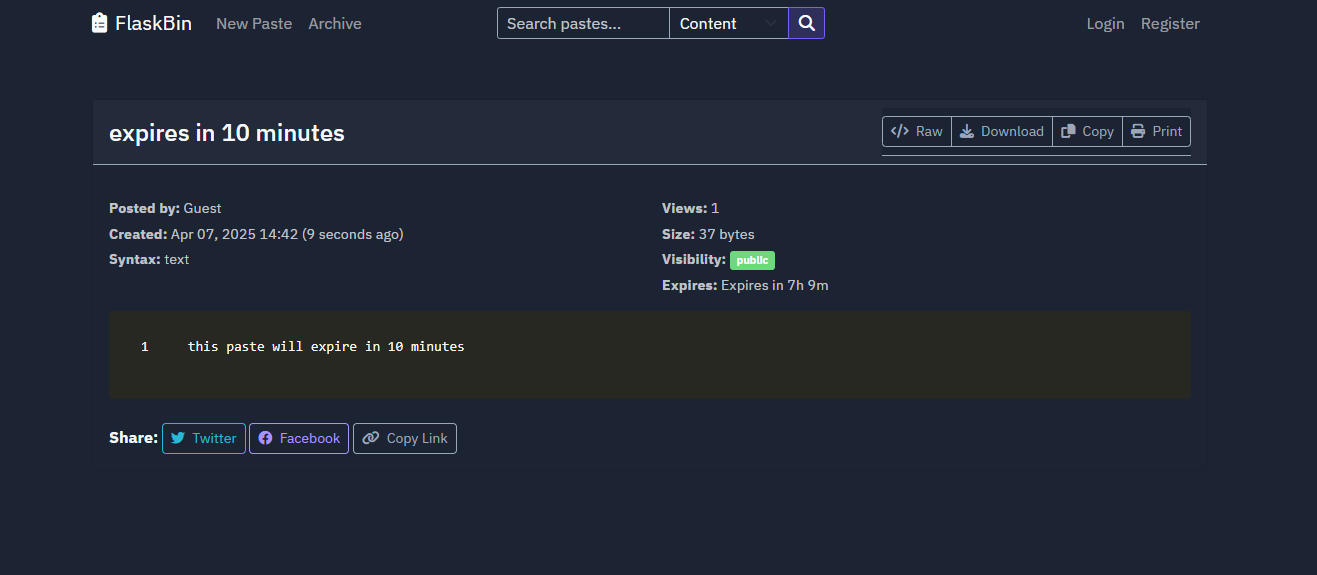 FlaskBin New Paste Archive Search pastes... Content Login Register
expires in 10 minutes Raw Download Copy Print
Posted by: Guest
Created: Apr 07, 2025 14:42 (9 seconds ago)
Syntax: text
Views: 1
Size: 37 bytes
Visibility: public
Expires: Expires in 7h 9m
1 this paste will expire in 10 minutes
Share: Twitter Facebook Copy Link